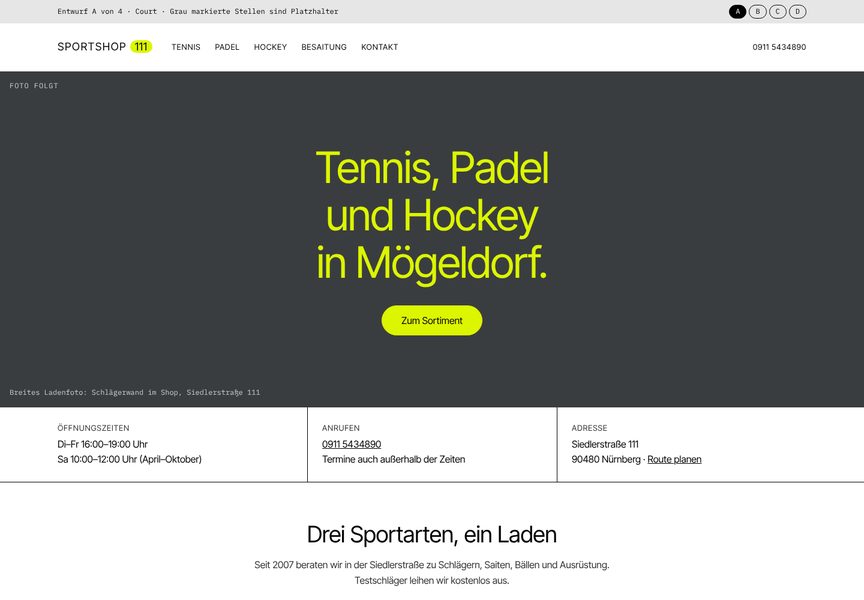 Entwurf A von 4 · Court · Grau markierte Stellen sind Platzhalter
A B C D
SPORTSHOP 111 TENNIS PADEL HOCKEY BESAITUNG KONTAKT 0911 5434890
FOTO FOLGT
Tennis, Padel
und Hockey
in Mögeldorf.
Zum Sortiment
Breites Ladenfoto: Schlägerwand im Shop, Siedlerstraße 111
ÖFFNUNGSZEITEN
Di–Fr 16:00–19:00 Uhr
Sa 10:00–12:00 Uhr (April–Oktober)
ANRUFEN
0911 5434890
Termine auch außerhalb der Zeiten
ADRESSE
Siedlerstraße 111
90480 Nürnberg · Route planen
Drei Sportarten, ein Laden
Seit 2007 beraten wir in der Siedlerstraße zu Schlägern, Saiten, Bällen und Ausrüstung.
Testschläger leihen wir kostenlos aus.